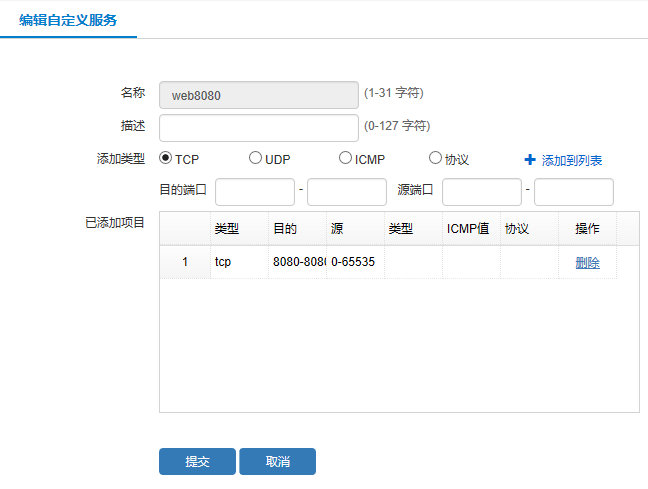 编辑自定义服务
名称 web8080 (1-31 字符)
描述 (0-127 字符)
添加类型 TCP UDP ICMP 协议 添加到列表
目的端口 - 源端口 -
已添加项目 类型 目的 源 类型 ICMP值 协议 操作
1 tcp 8080-8080 0-65535 删除
提交 取消